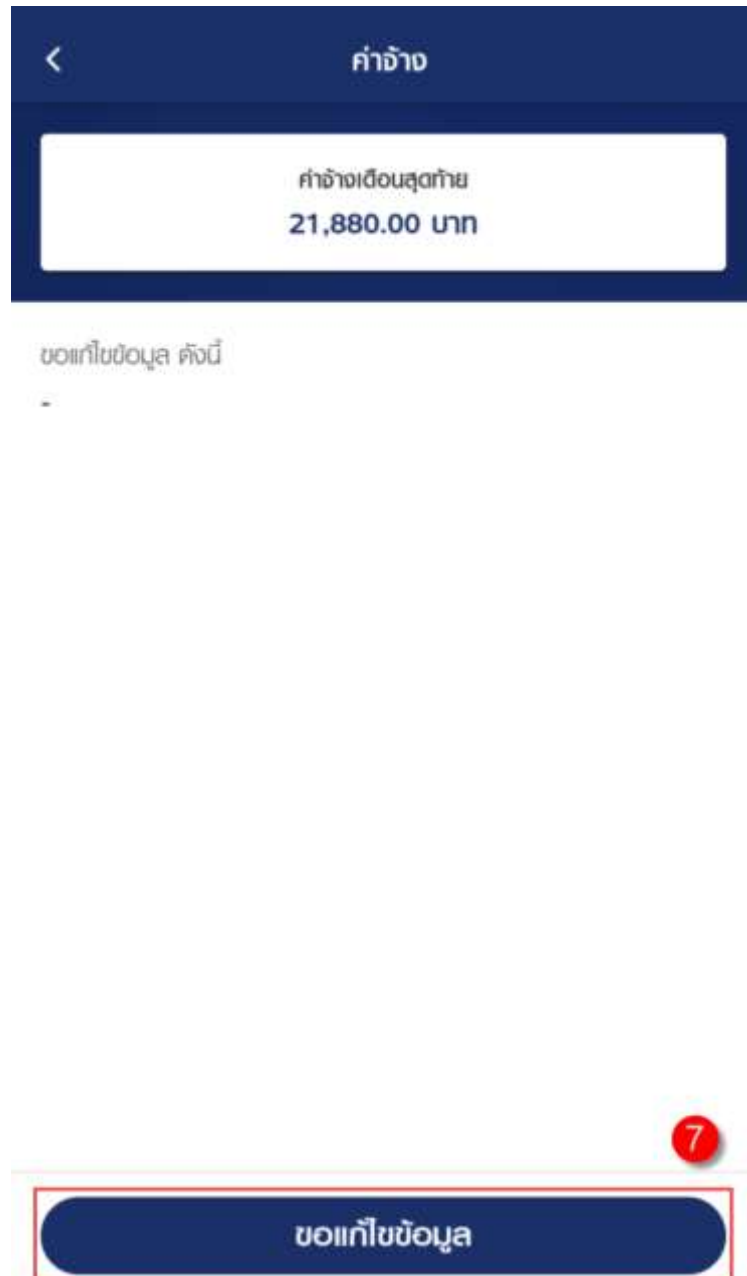 ค่าจ้าง
ค่าจ้างเดือนสุดท้าย
21,880.00 บาท
ขอแก้ไขข้อมูล ดังนี้
-
7
ขอแก้ไขข้อมูล